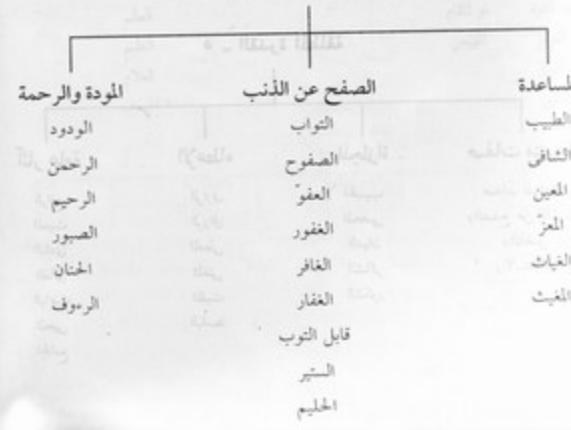 المساعدة الصفح عن الذنب المودة والرحمة
الطبيب التواب الودود
الشافى الصفوح الرحمن
المعين العفوّ الرحيم
المعزّ الغفور الصبور
الغياث الغافر الحنان
المغيث الغفار الرءوف
قابل التوب
الستير
الحليم